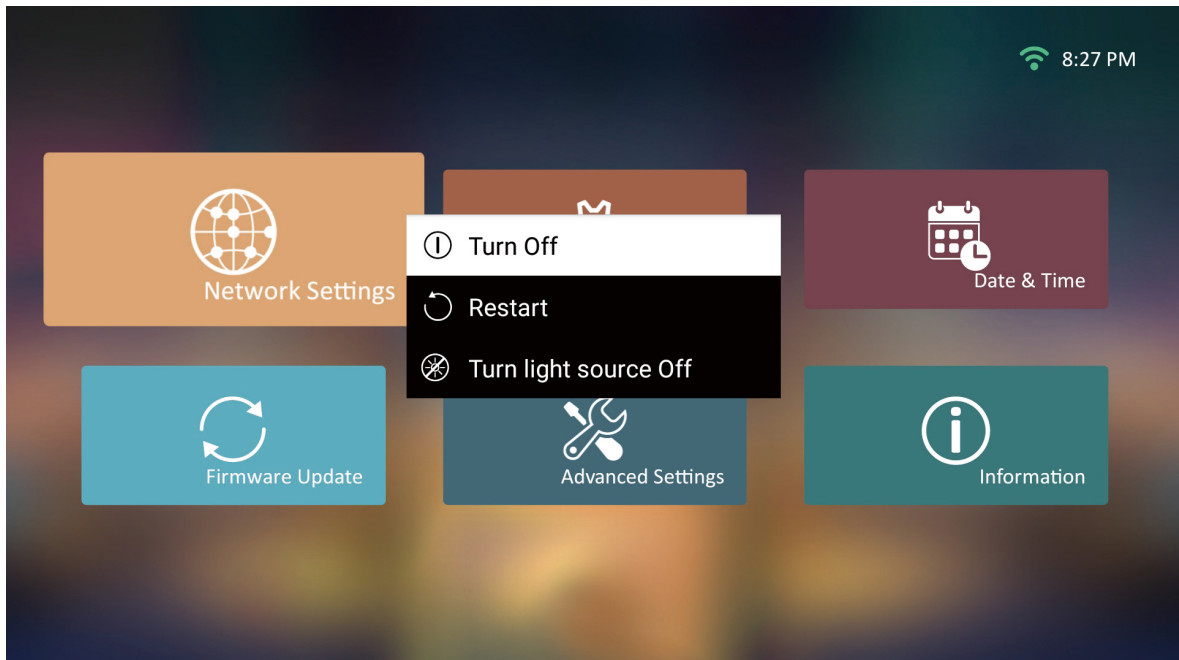 8:27 PM
Network Settings
Date & Time
Turn Off
Restart
Turn light source Off
Firmware Update
Advanced Settings
Information